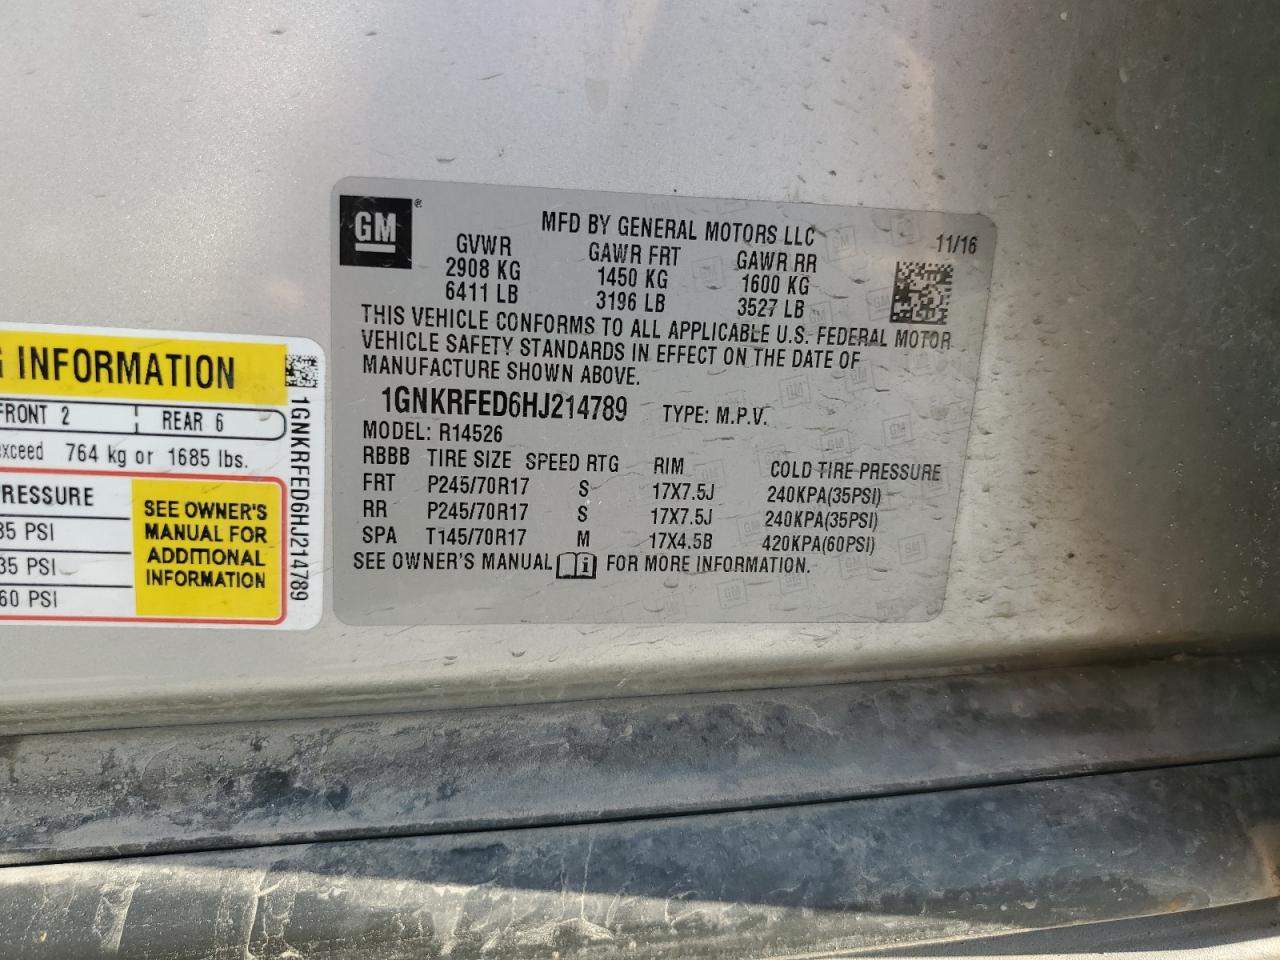 GM ®
MFD BY GENERAL MOTORS LLC
11/16
GVWR GAWR FRT GAWR RR
2908 KG 1450 KG 1600 KG
6411 LB 3196 LB 3527 LB
THIS VEHICLE CONFORMS TO ALL APPLICABLE U.S. FEDERAL MOTOR
VEHICLE SAFETY STANDARDS IN EFFECT ON THE DATE OF
MANUFACTURE SHOWN ABOVE.
1GNKRFED6HJ214789 TYPE: M.P.V.
MODEL: R14526
RBBB TIRE SIZE SPEED RTG RIM COLD TIRE PRESSURE
FRT P245/70R17 S 17X7.5J 240KPA(35PSI)
RR P245/70R17 S 17X7.5J 240KPA(35PSI)
SPA T145/70R17 M 17X4.5B 420KPA(60PSI)
SEE OWNER'S MANUAL i FOR MORE INFORMATION.
INFORMATION
FRONT 2 REAR 6
exceed 764 kg or 1685 lbs.
PRESSURE
35 PSI
35 PSI
60 PSI
SEE OWNER'S
MANUAL FOR
ADDITIONAL
INFORMATION
1GNKRFED6HJ214789